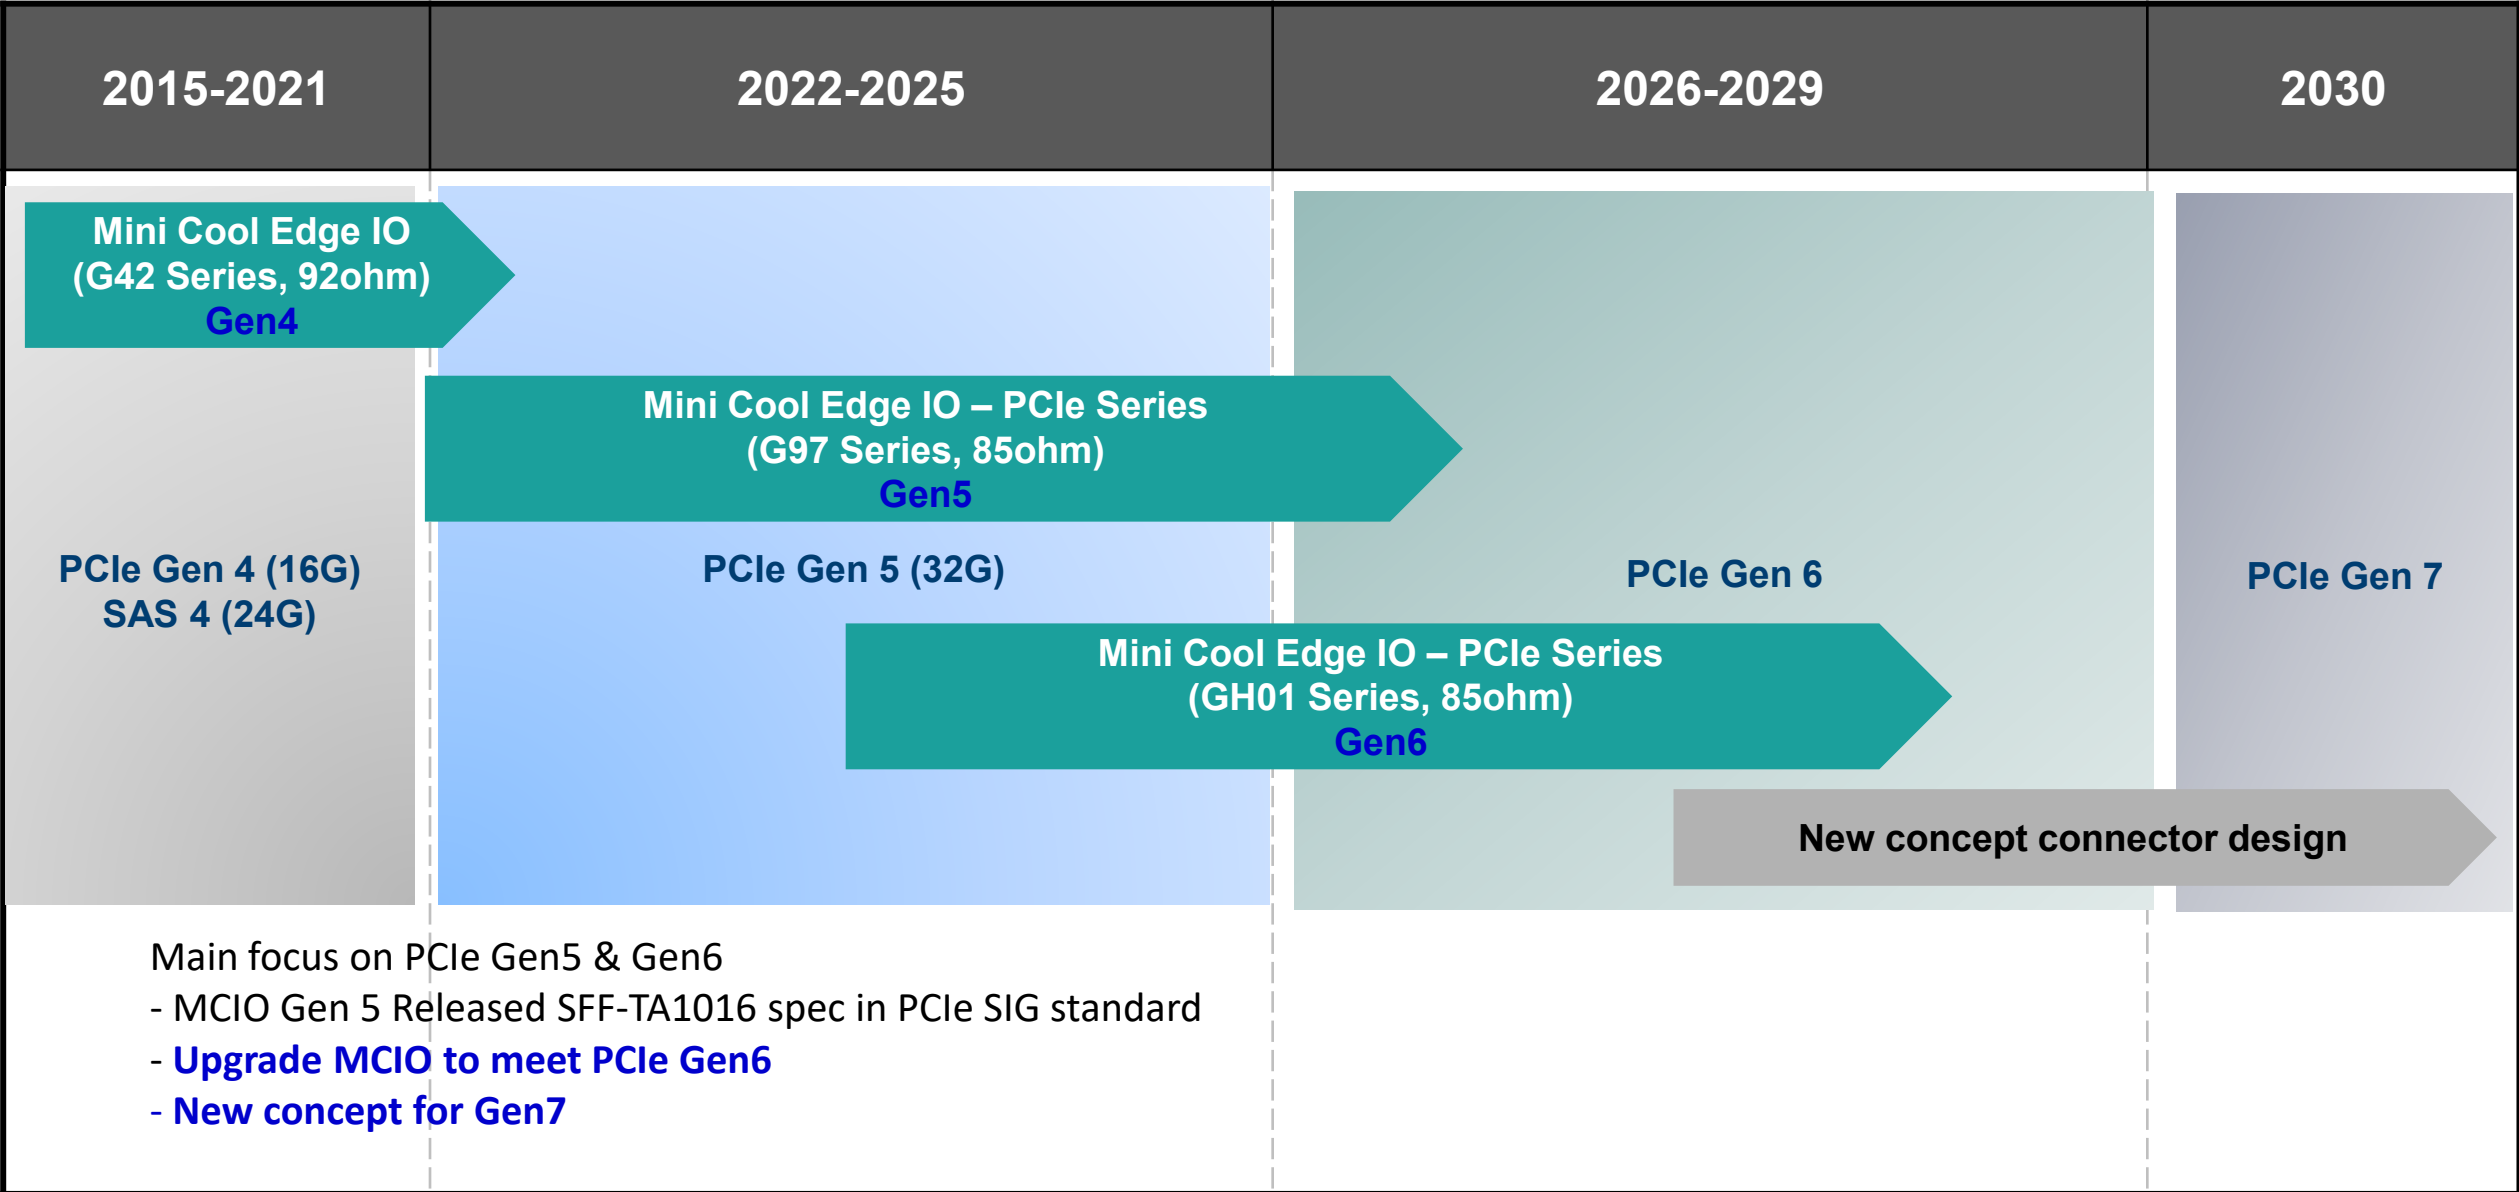 2015-2021
2022-2025
2026-2029
2030
Mini Cool Edge IO
(G42 Series, 92ohm)
Gen4
Mini Cool Edge IO – PCIe Series
(G97 Series, 85ohm)
Gen5
PCIe Gen 4 (16G)
SAS 4 (24G)
PCIe Gen 5 (32G)
PCIe Gen 6
PCIe Gen 7
Mini Cool Edge IO – PCIe Series
(GH01 Series, 85ohm)
Gen6
New concept connector design
Main focus on PCIe Gen5 & Gen6
- MCIO Gen 5 Released SFF-TA1016 spec in PCIe SIG standard
- Upgrade MCIO to meet PCIe Gen6
- New concept for Gen7